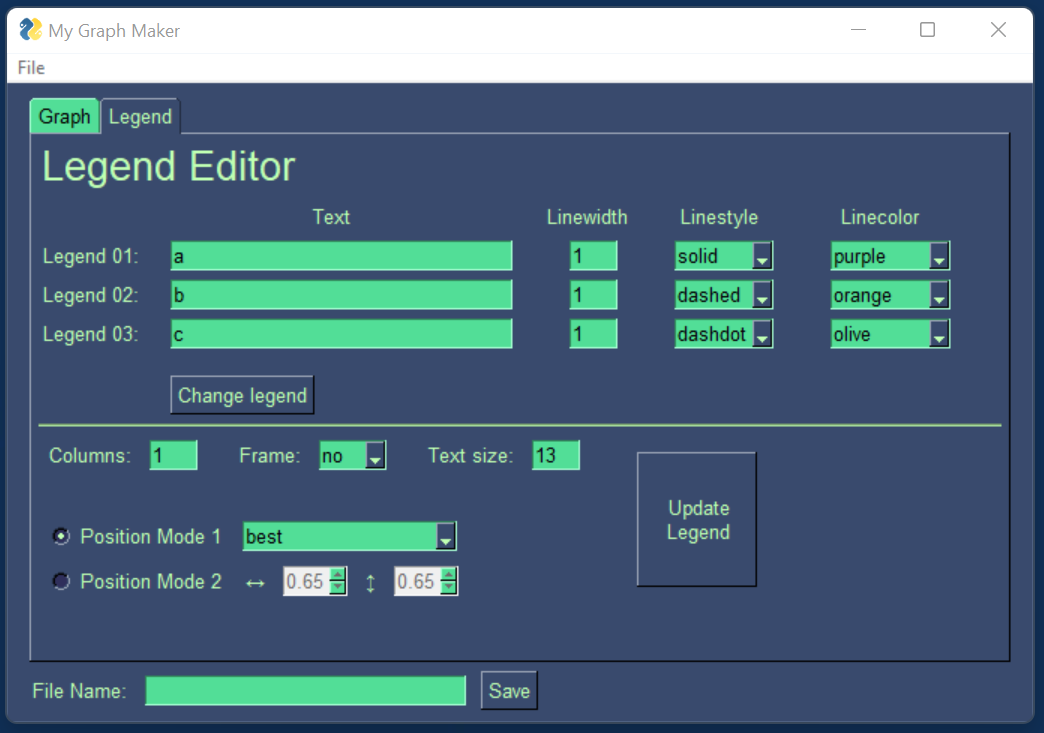 My Graph Maker
File
Graph Legend
Legend Editor
Text Linewidth Linestyle Linecolor
Legend 01: a 1 solid purple
Legend 02: b 1 dashed orange
Legend 03: c 1 dashdot olive
Change legend
Columns: 1 Frame: no Text size: 13
Update
Legend
Position Mode 1 best
Position Mode 2 ↔ 0.65 ↕ 0.65
File Name: Save